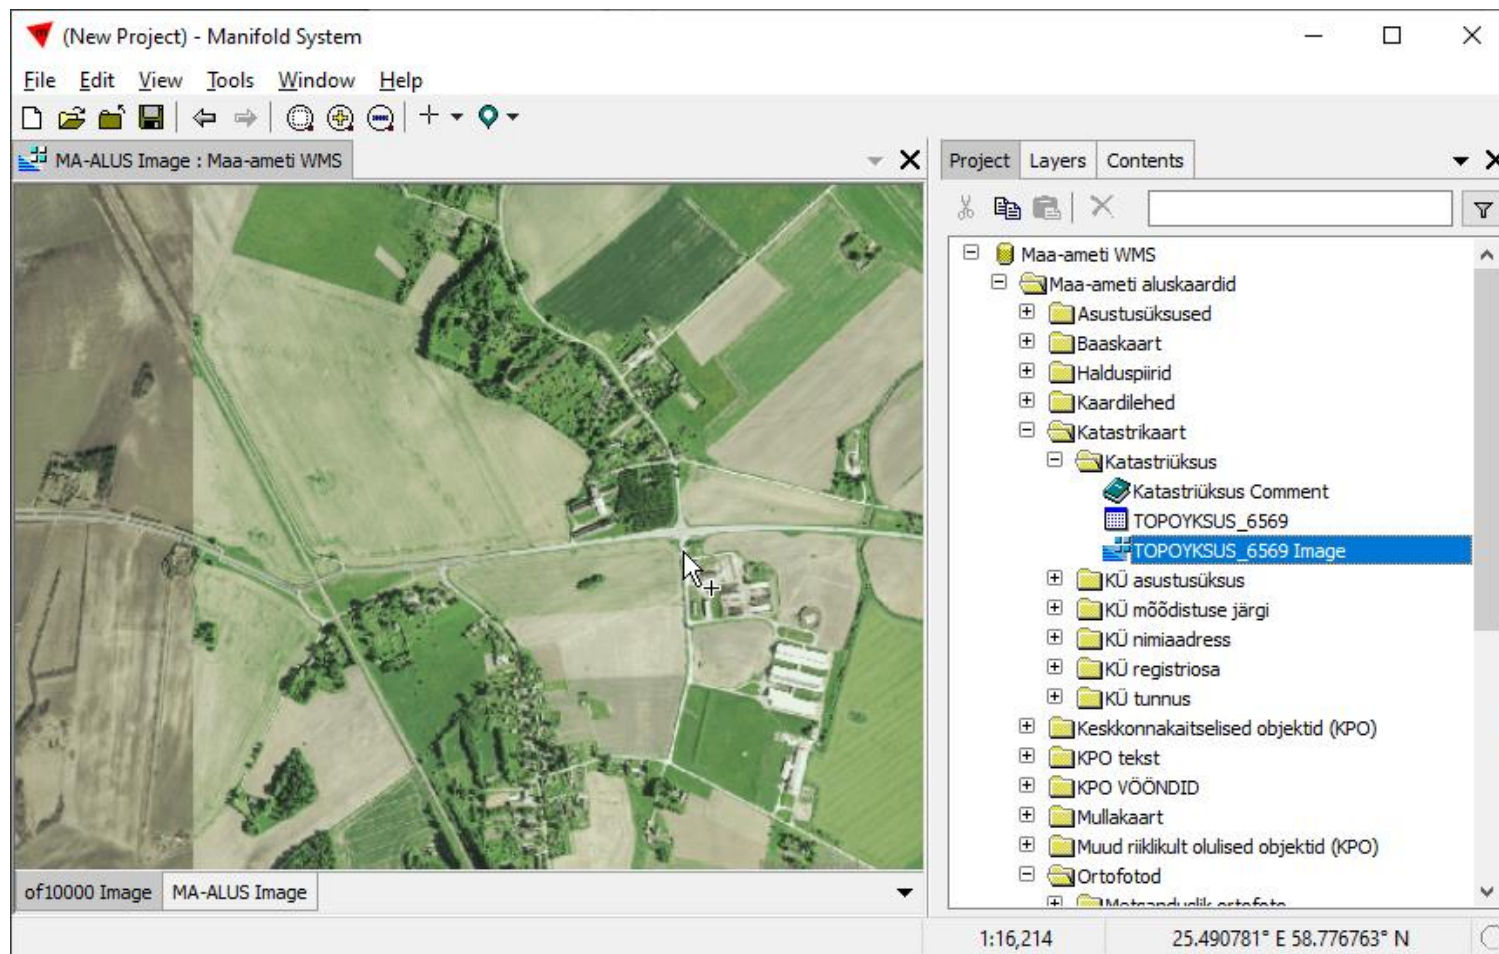 (New Project) - Manifold System
File Edit View Tools Window Help
MA-ALUS Image : Maa-ameti WMS
Project Layers Contents
Maa-ameti WMS
Maa-ameti aluskaardid
Asustusüksused
Baaskaart
Halduspiirid
Kaardilehed
Katastrikaart
Katastriüksus
Katastriüksus Comment
TOPOYKSUS_6569
TOPOYKSUS_6569 Image
KÜ asustusüksus
KÜ mõõdistuse järgi
KÜ nimiaadress
KÜ registriosa
KÜ tunnus
Keskkonnakaitselised objektid (KPO)
KPO tekst
KPO VÖÖNDID
Mullakaart
Muud riiklikult olulised objektid (KPO)
Ortofotod
Metsanduslik ortofoto
of10000 Image MA-ALUS Image
1:16,214 25.490781° E 58.776763° N